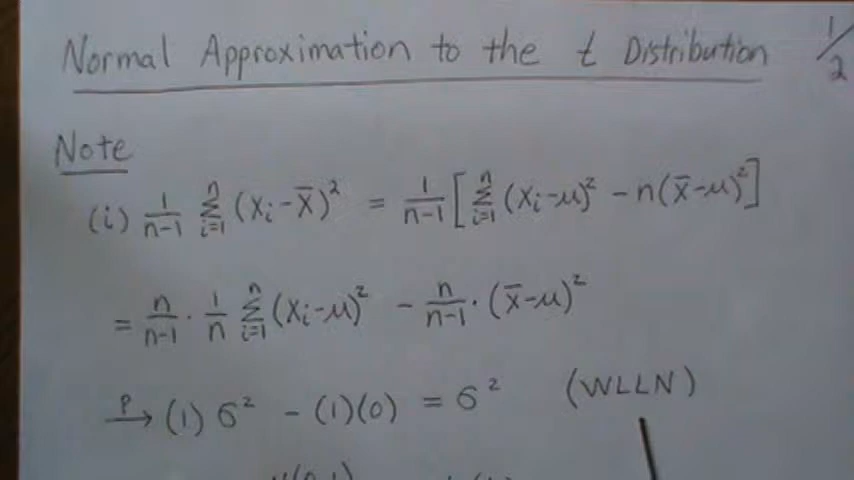 Normal Approximation to the t Distribution 1/2
Note
(i) 1/n-1 Σ_{i=1}^{n} (x_i - x̄)² = 1/n-1 [Σ_{i=1}^{n} (x_i - μ)² - n(x̄ - μ)²]
= n/n-1 · 1/n Σ_{i=1}^{n} (x_i - μ)² - n/n-1 · (x̄ - μ)²
P→ (1) σ² - (1)(0) = σ² (WLLN)